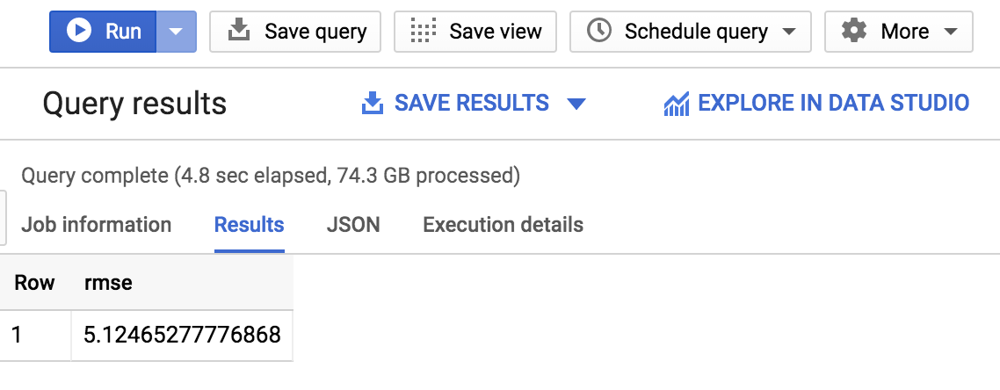 Run Save query Save view Schedule query More
Query results SAVE RESULTS EXPLORE IN DATA STUDIO
Query complete (4.8 sec elapsed, 74.3 GB processed)
Job information Results JSON Execution details
Row rmse
1 5.12465277776868